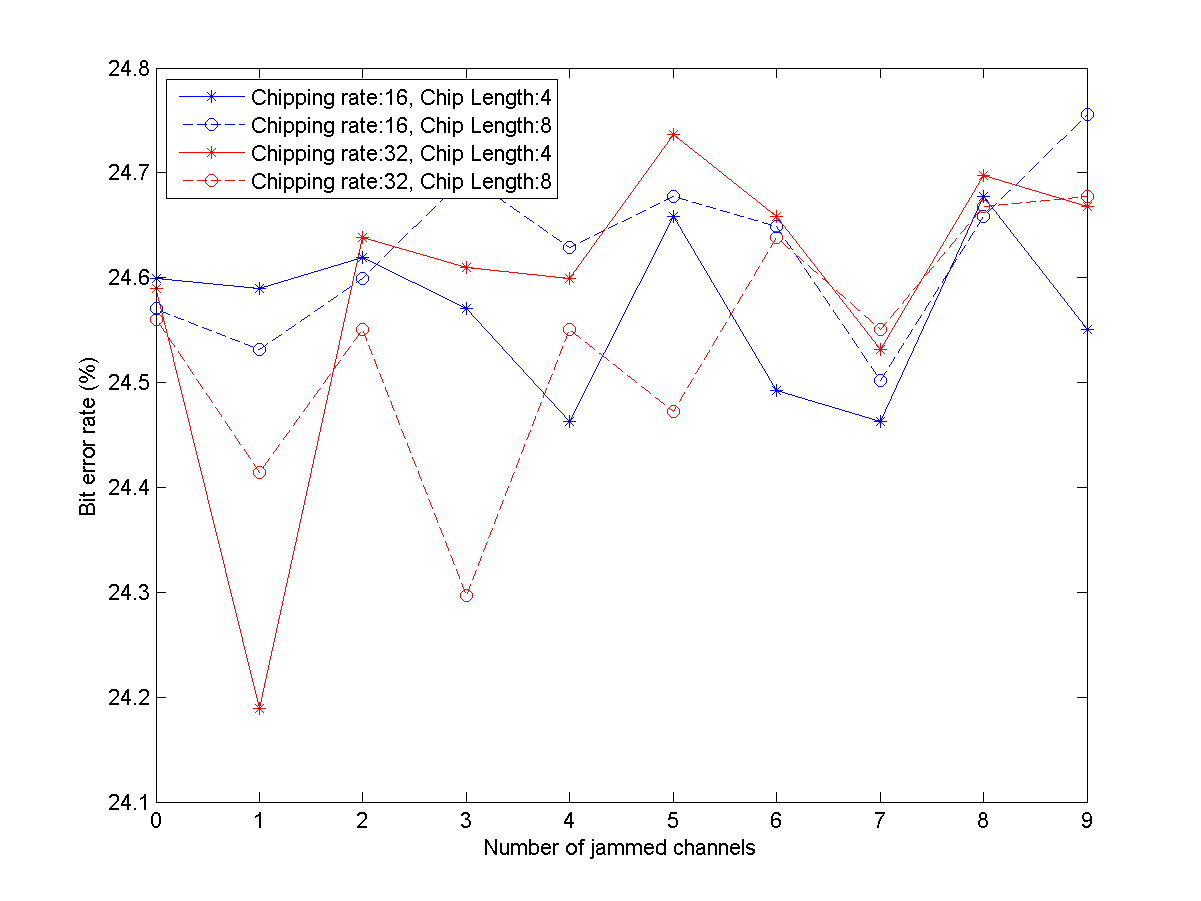 24.8
24.7
24.6
24.5
24.4
24.3
24.2
24.1
Bit error rate (%)
Chipping rate:16, Chip Length:4
Chipping rate:16, Chip Length:8
Chipping rate:32, Chip Length:4
Chipping rate:32, Chip Length:8
0 1 2 3 4 5 6 7 8 9
Number of jammed channels